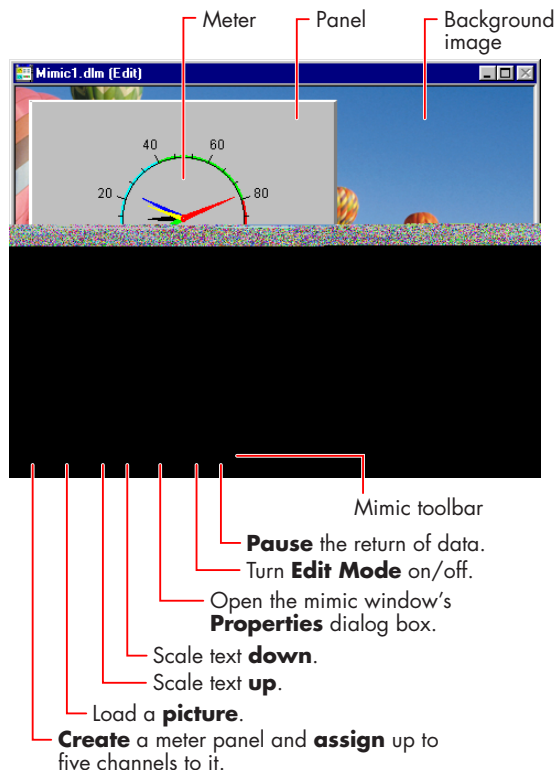 Meter
Panel
Background
image
Mimic1.dlm (Edit)
40
60
20
80
Mimic toolbar
Pause the return of data.
Turn Edit Mode on/off.
Open the mimic window's
Properties dialog box.
Scale text down.
Scale text up.
Load a picture.
Create a meter panel and assign up to
five channels to it.